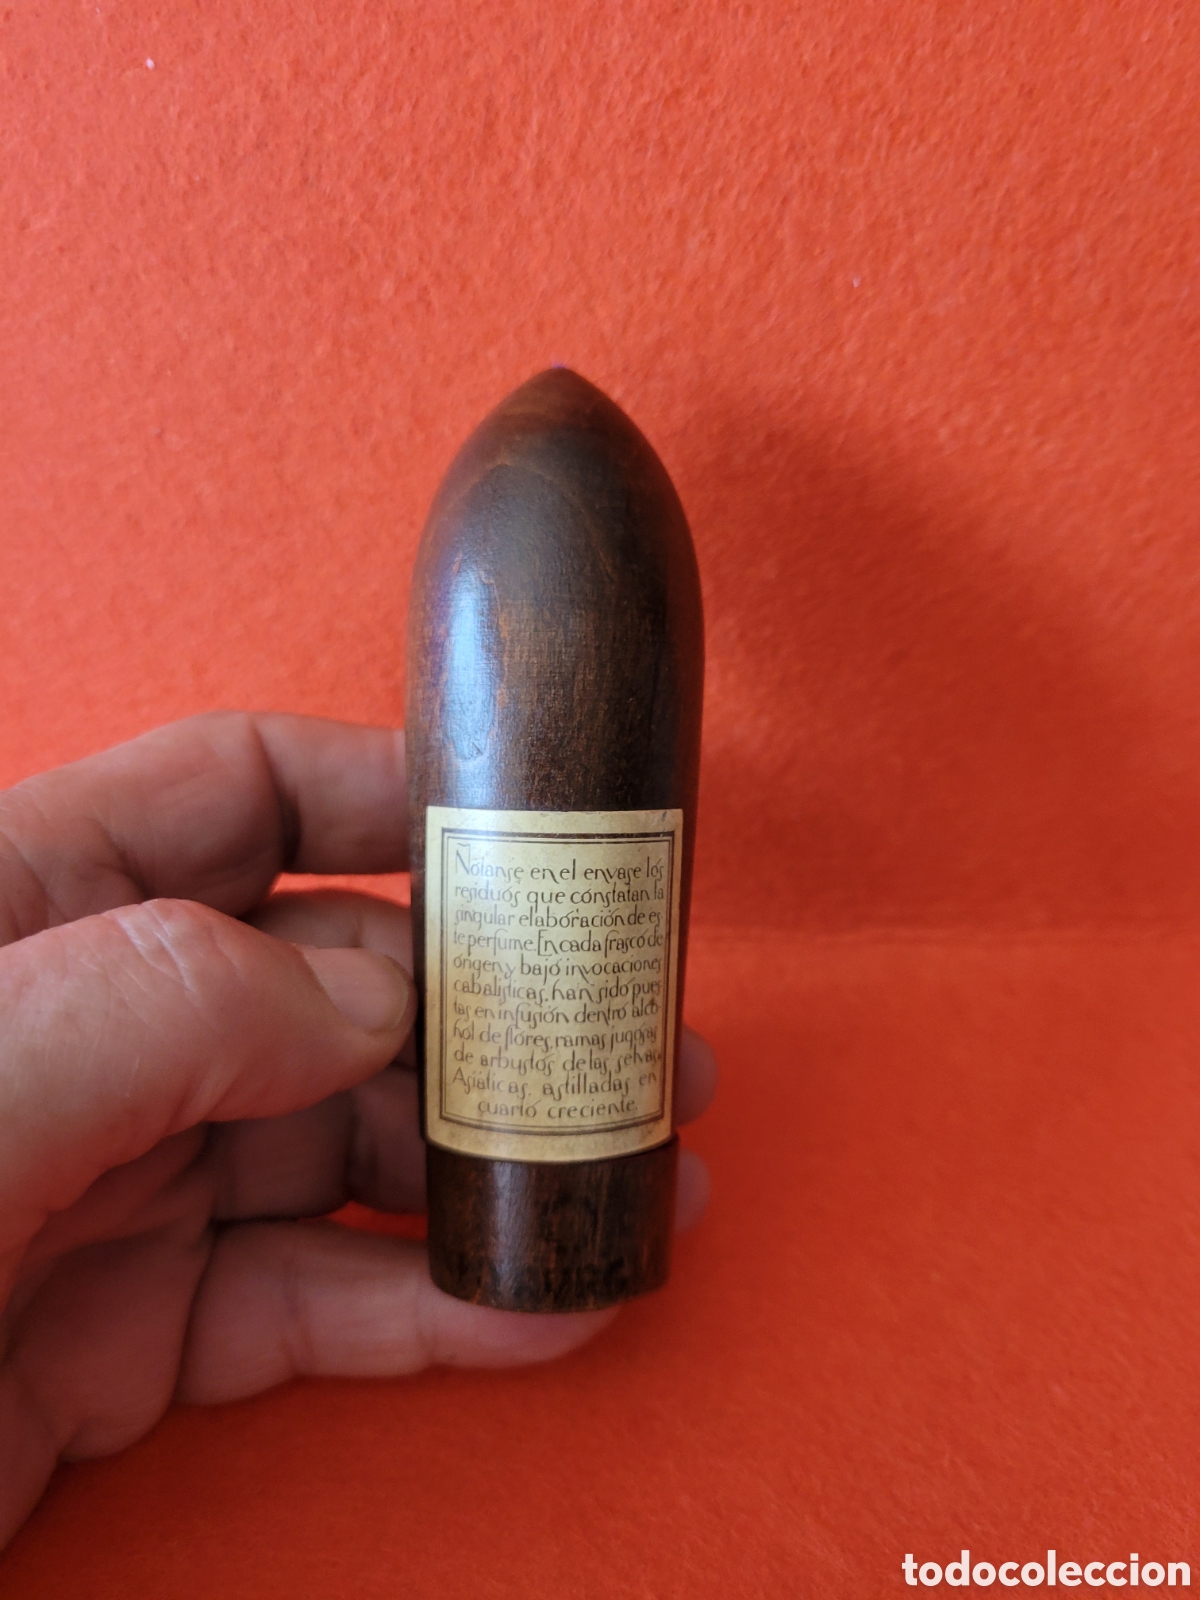 Nótanse en el envase los
residuos que constatan la
singular elaboración de es
te perfume. En cada frasco de
origen y bajo invocaciones
cabalísticas, han sido pues
tas en infusión dentro alco
hol de flores, ramas jugosas
de arbustos de las selvas
Asiáticas, astilladas en
cuarto creciente.
todocoleccion